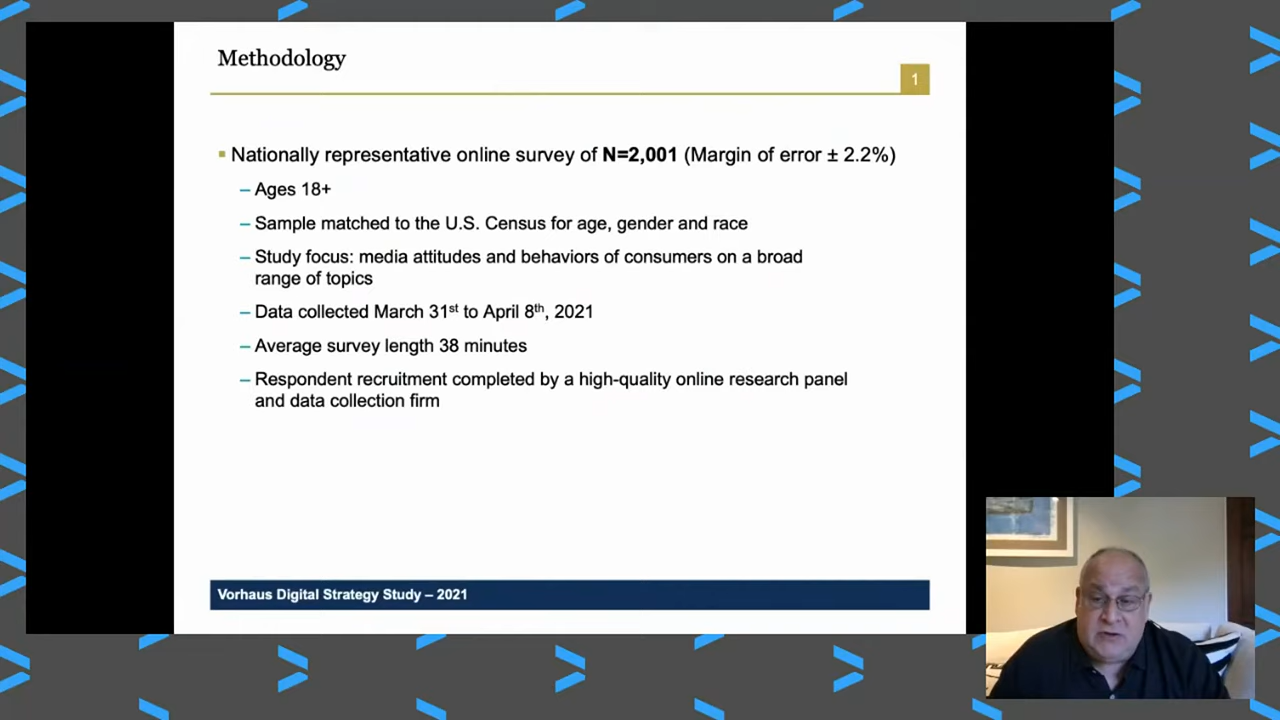 Methodology
1
▪ Nationally representative online survey of N=2,001 (Margin of error ± 2.2%)
– Ages 18+
– Sample matched to the U.S. Census for age, gender and race
– Study focus: media attitudes and behaviors of consumers on a broad
range of topics
– Data collected March 31st to April 8th, 2021
– Average survey length 38 minutes
– Respondent recruitment completed by a high-quality online research panel
and data collection firm
Vorhaus Digital Strategy Study – 2021